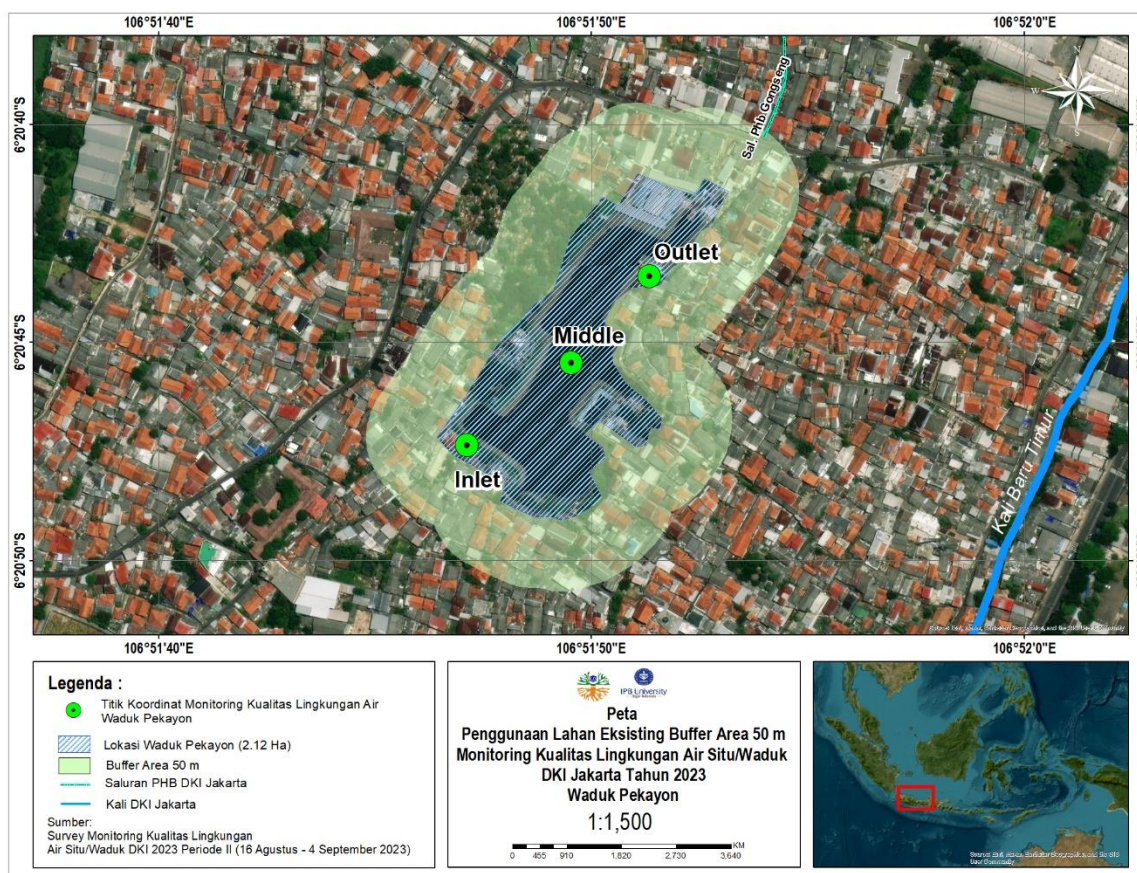 106°51'40"E 106°51'50"E 106°52'0"E
6°20'40"S
6°20'45"S
6°20'50"S
N
W
S
Sal. Phb Gongseng
Outlet
Middle
Inlet
Kali Baru Timur
106°51'40"E 106°51'50"E 106°52'0"E
Legenda :
Titik Koordinat Monitoring Kualitas Lingkungan Air
Waduk Pekayon
Lokasi Waduk Pekayon (2.12 Ha)
Buffer Area 50 m
Saluran PHB DKI Jakarta
Kali DKI Jakarta
Sumber:
Survey Monitoring Kualitas Lingkungan
Air Situ/Waduk DKI 2023 Periode II (16 Agustus - 4 September 2023)
IPB University
Peta
Penggunaan Lahan Eksisting Buffer Area 50 m
Monitoring Kualitas Lingkungan Air Situ/Waduk
DKI Jakarta Tahun 2023
Waduk Pekayon
1:1,500
KM
0 455 910 1.820 2.730 3.640